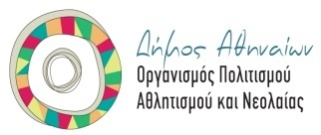 Δήμος Αθηναίων
Οργανισμός Πολιτισμού
Αθλητισμού και Νεολαίας